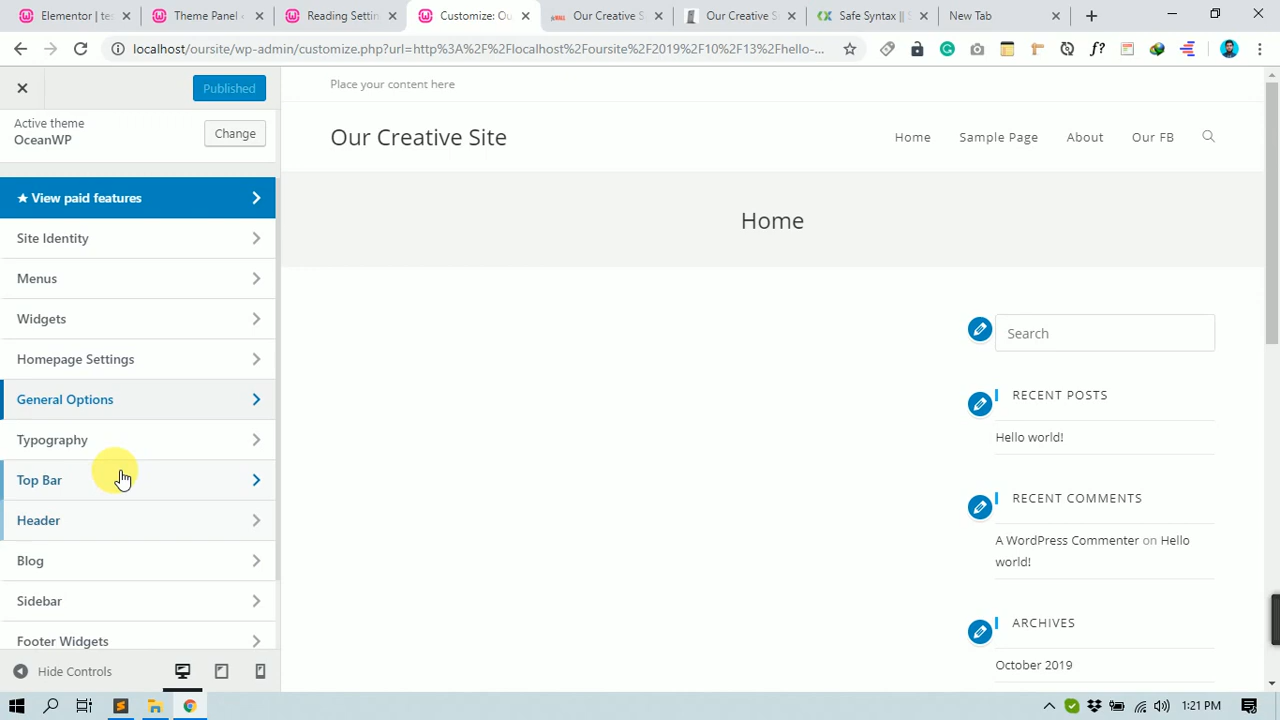 Elementor | te
Theme Panel ‹
Reading Settin
Customize: Ou
Our Creative S
Our Creative Si
Safe Syntax || S
New Tab
localhost/oursite/wp-admin/customize.php?url=http%3A%2F%2Flocalhost%2Foursite%2F2019%2F10%2F13%2Fhello-...
Published
Active theme
OceanWP
Change
★ View paid features
Site Identity
Menus
Widgets
Homepage Settings
General Options
Typography
Top Bar
Header
Blog
Sidebar
Footer Widgets
Hide Controls
Place your content here
Our Creative Site
Home
Sample Page
About
Our FB
Home
Search
RECENT POSTS
Hello world!
RECENT COMMENTS
A WordPress Commenter on Hello
world!
ARCHIVES
October 2019
1:21 PM